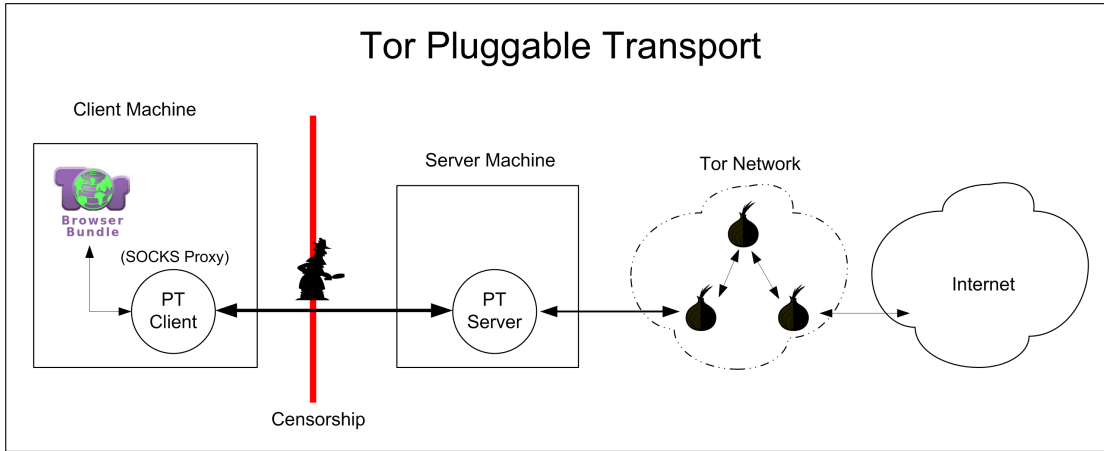 Tor Pluggable Transport
Client Machine
Tor
Browser
Bundle
(SOCKS Proxy)
PT
Client
Censorship
Server Machine
PT
Server
Tor Network
Internet